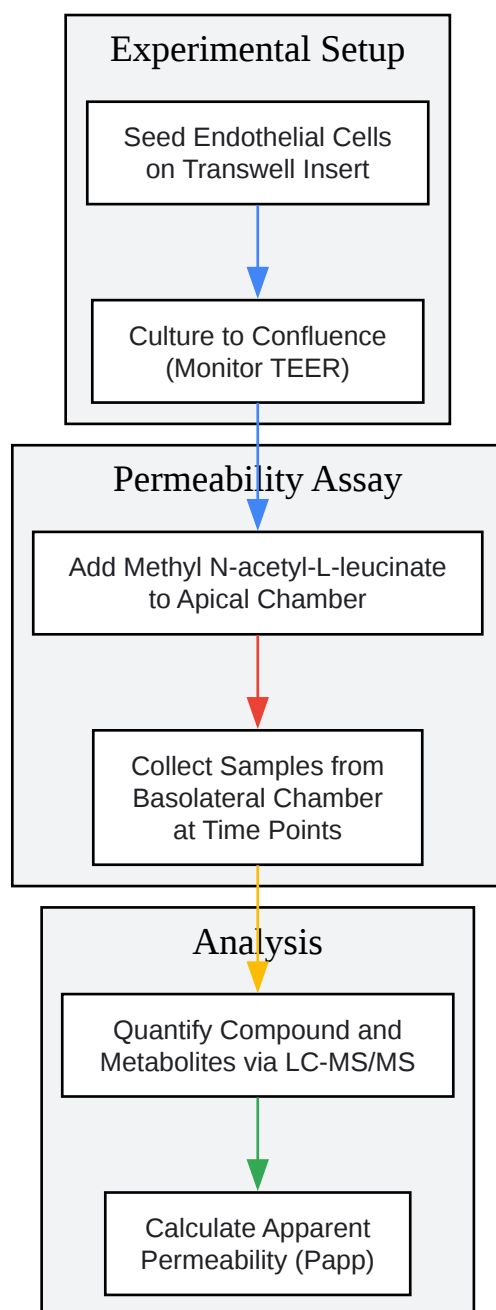 Experimental Setup
Seed Endothelial Cells
on Transwell Insert
Culture to Confluence
(Monitor TEER)
Permeability Assay
Add Methyl N-acetyl-L-leucinate
to Apical Chamber
Collect Samples from
Basolateral Chamber
at Time Points
Analysis
Quantify Compound and
Metabolites via LC-MS/MS
Calculate Apparent
Permeability (Papp)